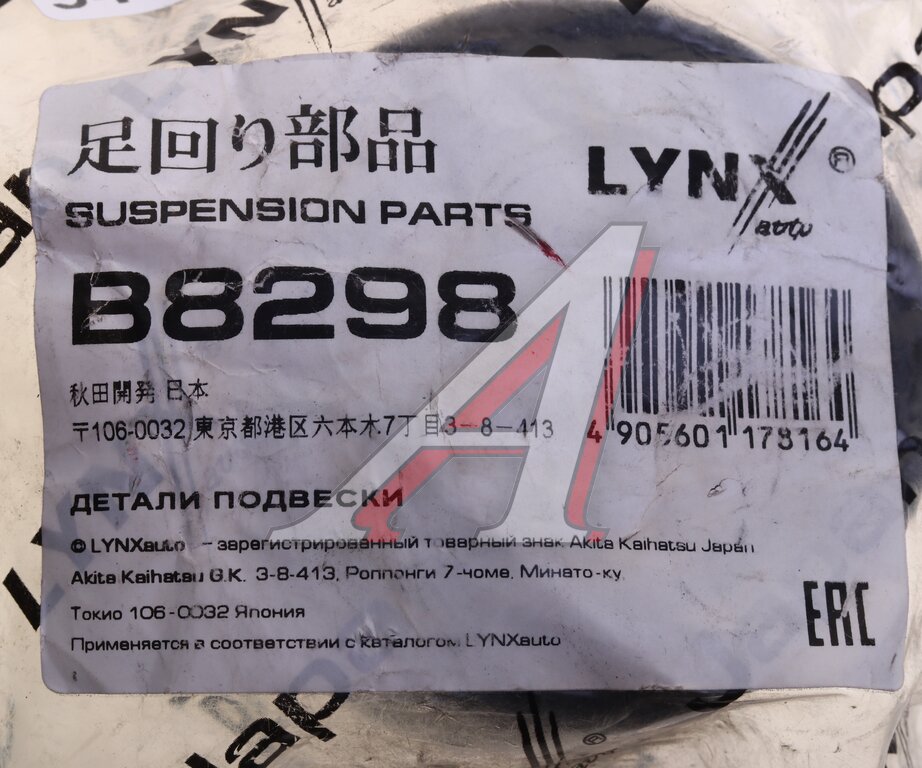 足回り部品
SUSPENSION PARTS
LYNX ®
auto
B8298
秋田開発 日本
〒106-0032 東京都港区六本木7丁目3-8-413
4 905601 178164
ДЕТАЛИ ПОДВЕСКИ
© LYNXauto – зарегистрированный товарный знак Akita Kaihatsu Japan
Akita Kaihatsu G.K. 3-8-413, Роппонги 7-чоме, Минато-ку,
Токио 106-0032 Япония
Применяется в соответствии с каталогом LYNXauto
EAC